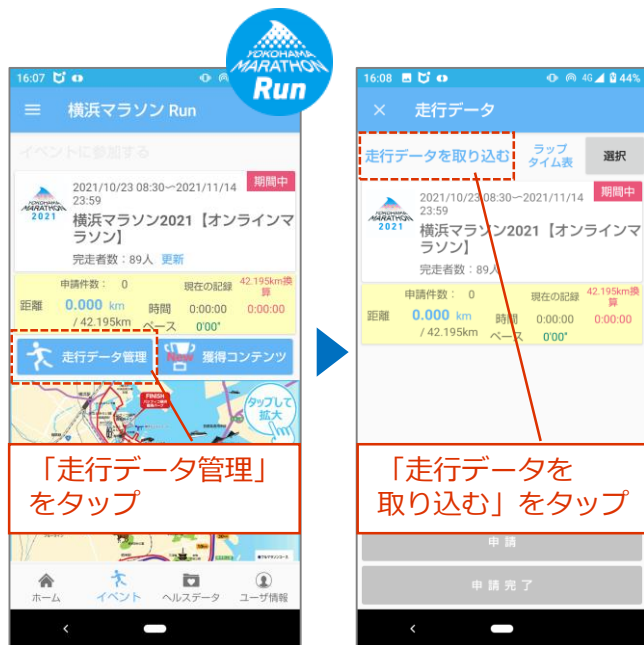 YOKOHAMA
MARATHON
Run
16:07
横浜マラソン Run
イベントに参加する
YOKOHAMA
MARATHON
2021
2021/10/23 08:30〜2021/11/14
23:59
期間中
横浜マラソン2021【オンラインマ
ラソン】
完走者数：89人 更新
申請件数： 0
現在の記録
42.195km換
算
距離
0.000 km
/ 42.195km
時間
0:00:00
0:00:00
ペース
0'00"
走行データ管理
New
獲得コンテンツ
FINISH
タップして
拡大
「走行データ管理」
をタップ
ホーム
イベント
ヘルスデータ
ユーザ情報
16:08
4G 44%
× 走行データ
走行データを取り込む
ラップ
タイム表
選択
YOKOHAMA
MARATHON
2021
2021/10/23 08:30〜2021/11/14
23:59
期間中
横浜マラソン2021【オンラインマ
ラソン】
完走者数：89人
申請件数： 0
現在の記録
42.195km換
算
距離
0.000 km
/ 42.195km
時間
0:00:00
0:00:00
ペース
0'00"
「走行データを
取り込む」をタップ
申請
申請完了